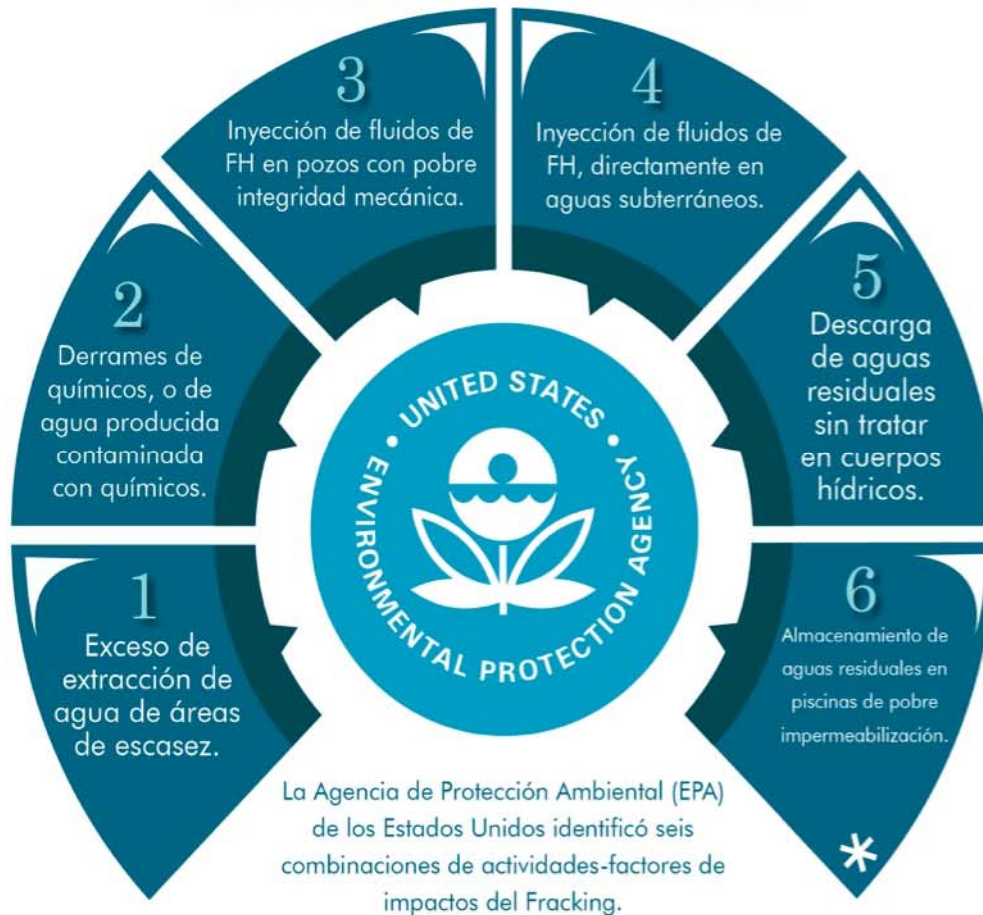 1
Exceso de
extracción de
agua de áreas
de escasez.
2
Derrames de
químicos, o de
agua producida
contaminada
con químicos.
3
Inyección de fluidos de
FH en pozos con pobre
integridad mecánica.
4
Inyección de fluidos de
FH, directamente en
aguas subterráneos.
5
Descarga
de aguas
residuales
sin tratar
en cuerpos
hídricos.
6
Almacenamiento de
aguas residuales en
piscinas de pobre
impermeabilización.
*
• UNITED STATES •
ENVIRONMENTAL PROTECTION AGENCY
La Agencia de Protección Ambiental (EPA)
de los Estados Unidos identificó seis
combinaciones de actividades-factores de
impactos del Fracking.